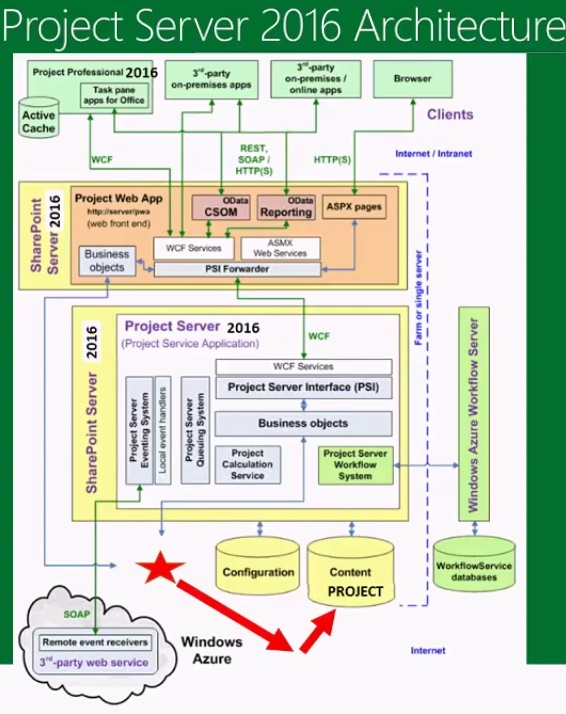 Project Server 2016 Architecture
Project Professional 2016
Task pane
apps for Office
Active
Cache
3rd-party
on-premises apps
3rd-party
on-premises /
online apps
Browser
Clients
WCF
REST,
SOAP /
HTTP(S)
HTTP(S)
Internet / Intranet
SharePoint
Server 2016
Project Web App
http://server/pwa
(web front end)
OData
CSOM
OData
Reporting
ASPX pages
Business
objects
WCF Services
ASMX
Web Services
PSI Forwarder
Farm or single server
SharePoint Server 2016
Project Server 2016
(Project Service Application)
WCF
WCF Services
Project Server Interface (PSI)
Business objects
Project Server
Eventing System
Local event handlers
Project Server
Queuing System
Project
Calculation
Service
Project Server
Workflow
System
Windows Azure Workflow Server
Configuration
Content
PROJECT
WorkflowService
databases
SOAP
Remote event receivers
3rd-party web service
Windows
Azure
Internet